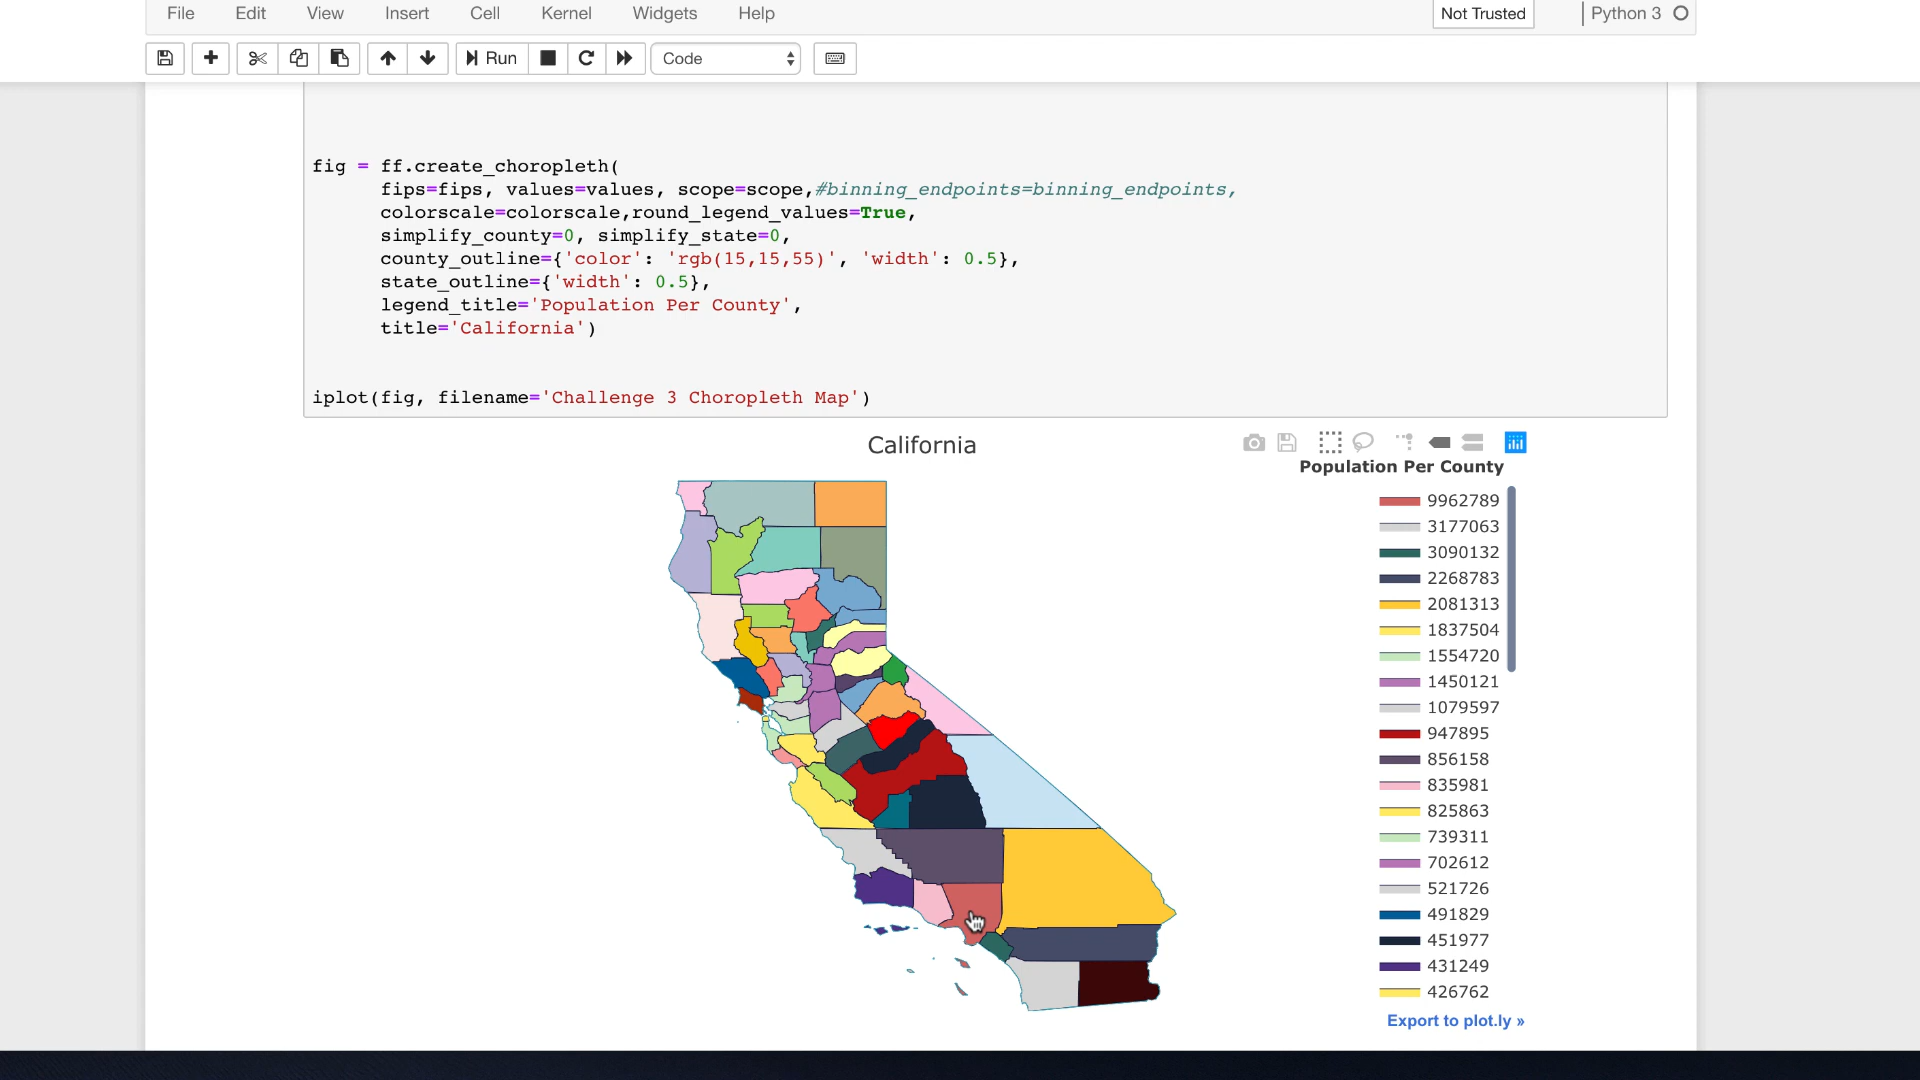 File Edit View Insert Cell Kernel Widgets Help Not Trusted Python 3
Run Code
fig = ff.create_choropleth(
fips=fips, values=values, scope=scope,#binning_endpoints=binning_endpoints,
colorscale=colorscale,round_legend_values=True,
simplify_county=0, simplify_state=0,
county_outline={'color': 'rgb(15,15,55)', 'width': 0.5},
state_outline={'width': 0.5},
legend_title='Population Per County',
title='California')
iplot(fig, filename='Challenge 3 Choropleth Map')
California
Population Per County
9962789
3177063
3090132
2268783
2081313
1837504
1554720
1450121
1079597
947895
856158
835981
825863
739311
702612
521726
491829
451977
431249
426762
Export to plot.ly »